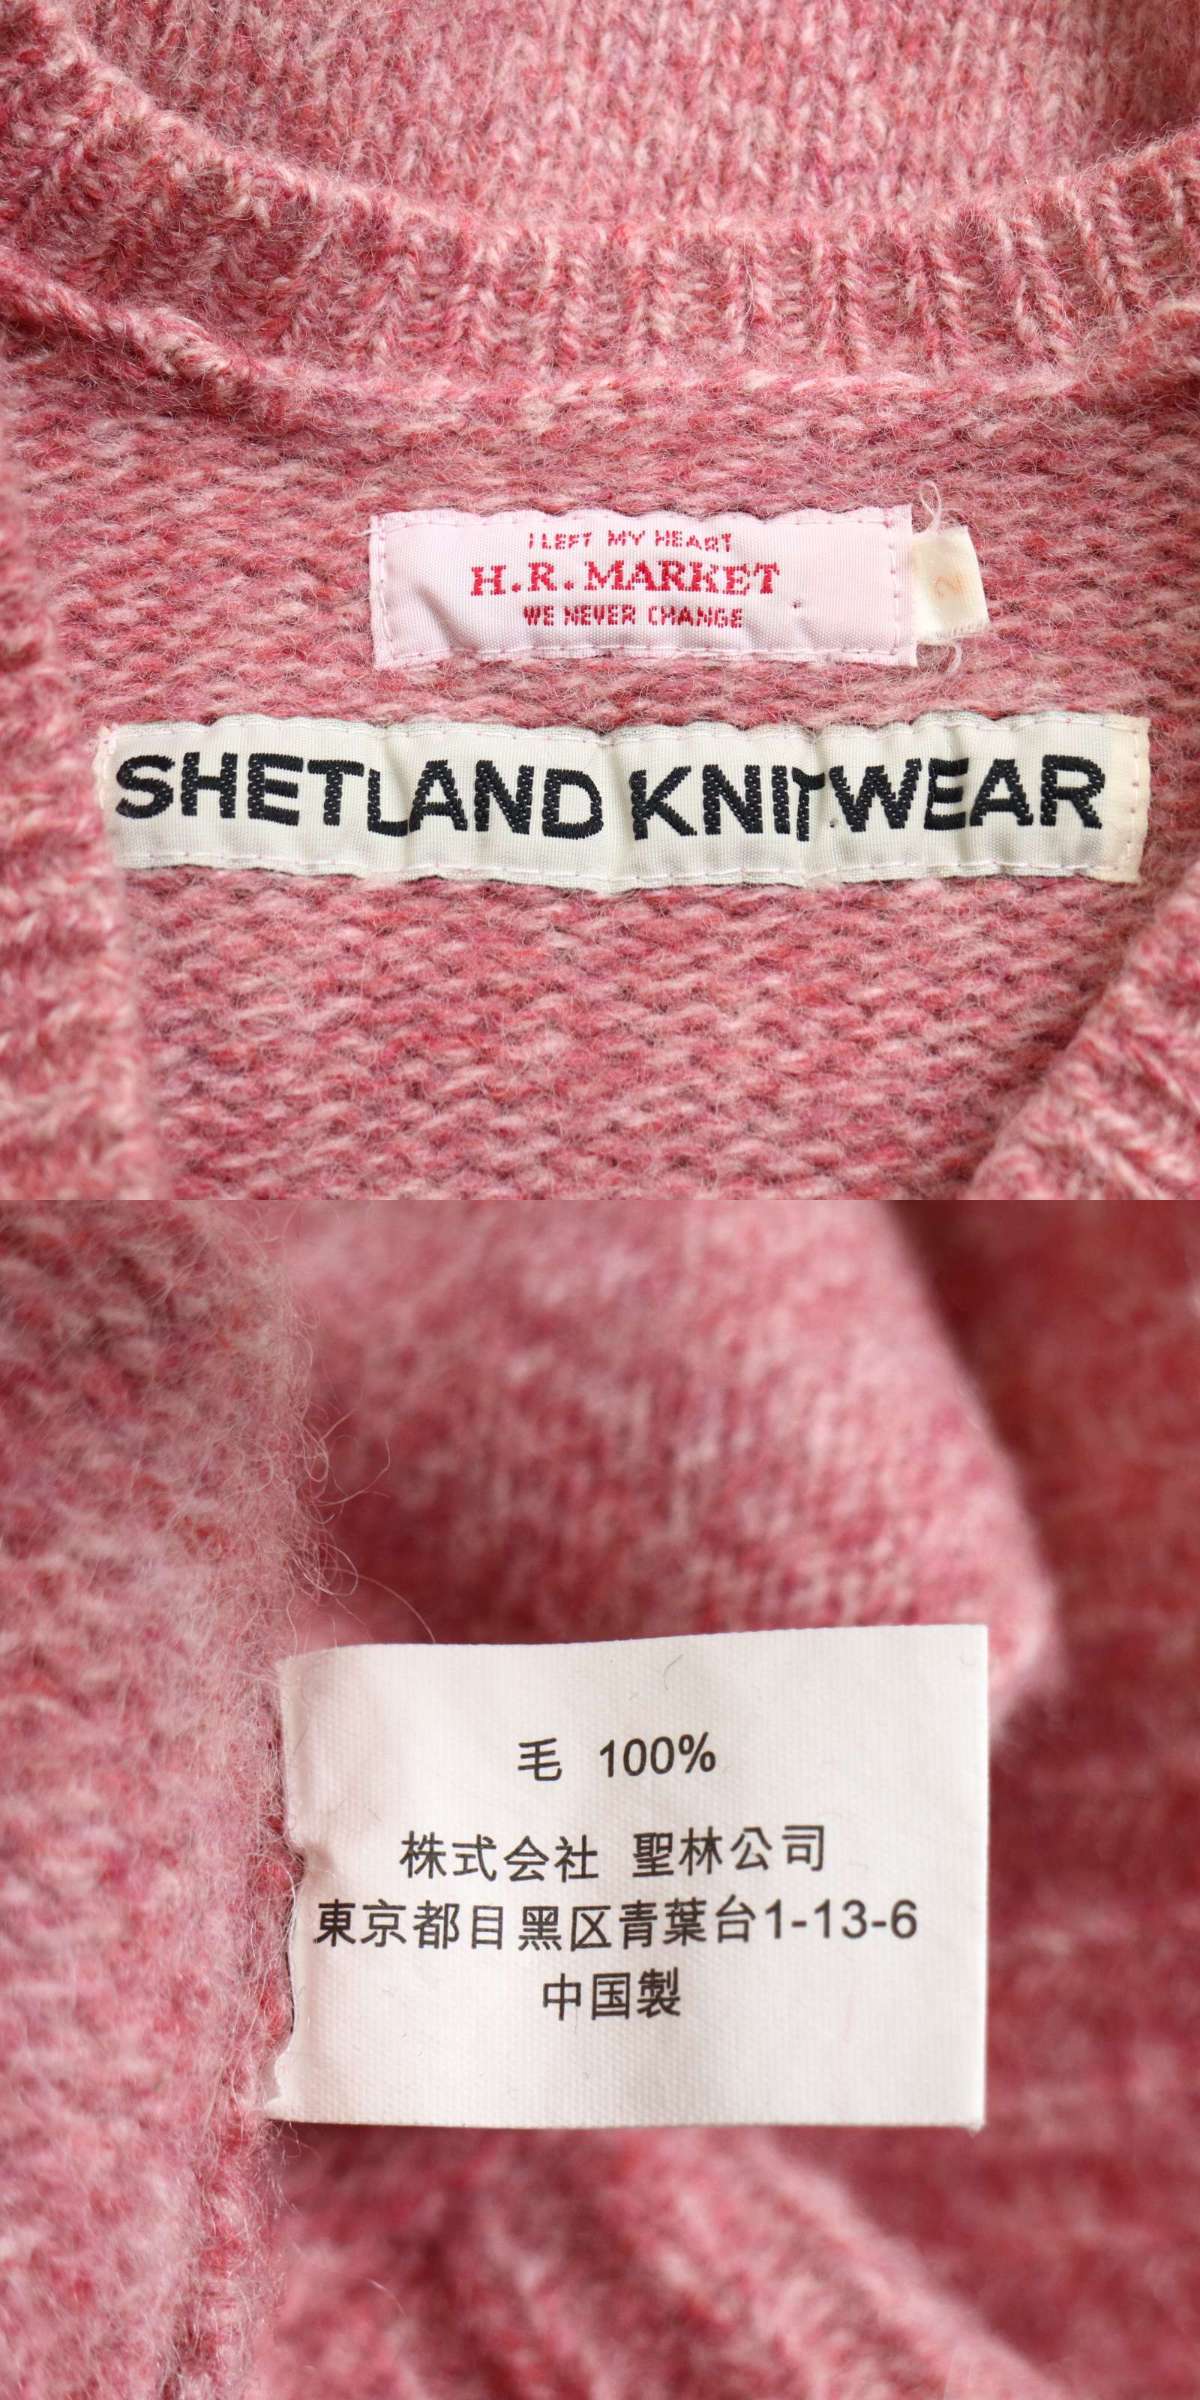 I LEFT MY HEART
H.R.MARKET
WE NEVER CHANGE
2
SHETLAND KNITWEAR
毛 100%
株式会社 聖林公司
東京都目黒区青葉台1-13-6
中国製